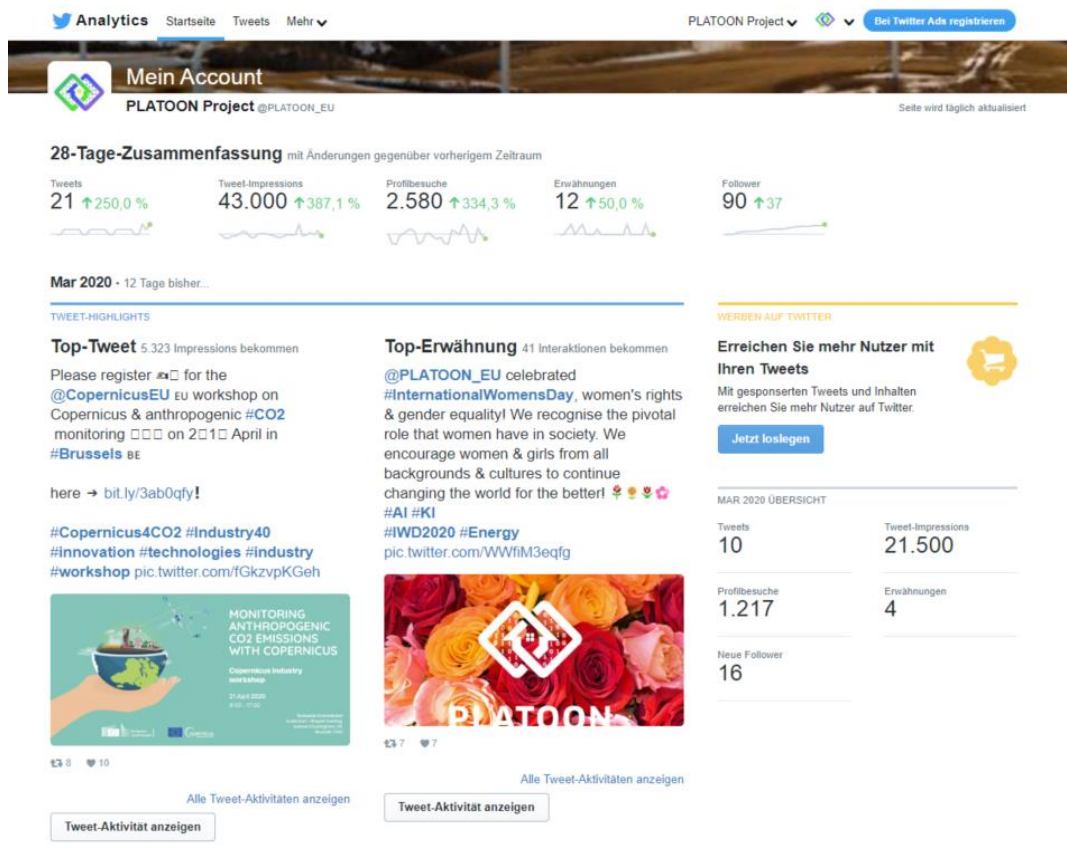 Analytics Startseite Tweets Mehr PLATOON Project Bei Twitter Ads registrieren
Mein Account
PLATOON Project @PLATOON_EU
Seite wird täglich aktualisiert
28-Tage-Zusammenfassung mit Änderungen gegenüber vorherigem Zeitraum
Tweets Tweet-Impressions Profilbesuche Erwähnungen Follower
21 ↑250,0 % 43.000 ↑387,1 % 2.580 ↑334,3 % 12 ↑50,0 % 90 ↑37
Mar 2020 • 12 Tage bisher...
TWEET-HIGHLIGHTS
Top-Tweet 5.323 Impressions bekommen
Please register ✍□ for the
@CopernicusEU EU workshop on
Copernicus & anthropogenic #CO2
monitoring □□□ on 2□1□ April in
#Brussels BE
here ➔ bit.ly/3ab0qfy!
#Copernicus4CO2 #Industry40
#innovation #technologies #industry
#workshop pic.twitter.com/fGkzvpKGeh
MONITORING
ANTHROPOGENIC
CO2 EMISSIONS
WITH COPERNICUS
Copernicus Industry
workshop
21 April 2020
Copernicus
8 10
Alle Tweet-Aktivitäten anzeigen
Tweet-Aktivität anzeigen
Top-Erwähnung 41 Interaktionen bekommen
@PLATOON_EU celebrated
#InternationalWomensDay, women's rights
& gender equality! We recognise the pivotal
role that women have in society. We
encourage women & girls from all
backgrounds & cultures to continue
changing the world for the better! 🌹🌻🌷🌸
#AI #KI
#IWD2020 #Energy
pic.twitter.com/WWfiM3eqfg
PLATOON
7 7
Alle Tweet-Aktivitäten anzeigen
Tweet-Aktivität anzeigen
WERBEN AUF TWITTER
Erreichen Sie mehr Nutzer mit
Ihren Tweets
Mit gesponserten Tweets und Inhalten
erreichen Sie mehr Nutzer auf Twitter.
Jetzt loslegen
MAR 2020 ÜBERSICHT
Tweets Tweet-Impressions
10 21.500
Profilbesuche Erwähnungen
1.217 4
Neue Follower
16